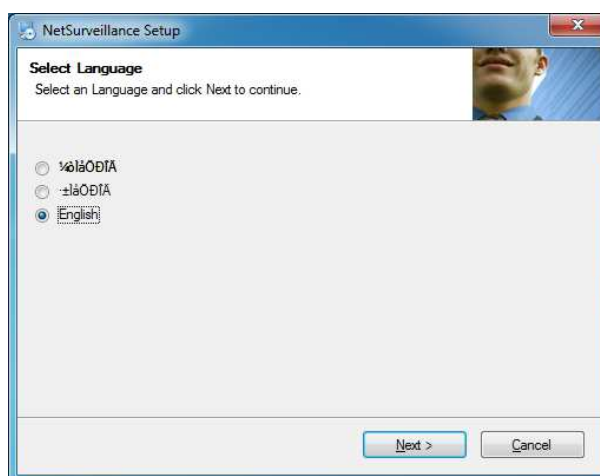 NetSurveillance Setup
Select Language
Select an Language and click Next to continue.
¼òÌåÖÐÎÄ
·±ÌåÖÐÎÄ
English
Next >
Cancel